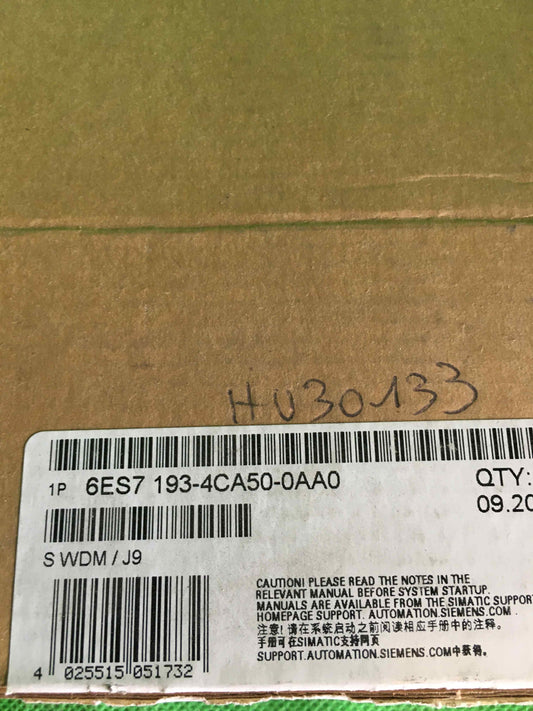 HU30133
1P 6ES7 193-4CA50-0AA0
QTY:
09.20
S WDM / J9
CAUTION! PLEASE READ THE NOTES IN THE
RELEVANT MANUAL BEFORE SYSTEM STARTUP.
MANUALS ARE AVAILABLE FROM THE SIMATIC SUPPORT
HOMEPAGE SUPPORT. AUTOMATION.SIEMENS.COM .
注意! 请在系统启动之前阅读相应手册中的注释。
手册可在SIMATIC支持网页
SUPPORT.AUTOMATION.SIEMENS.COM中获得。
4 025515 051732